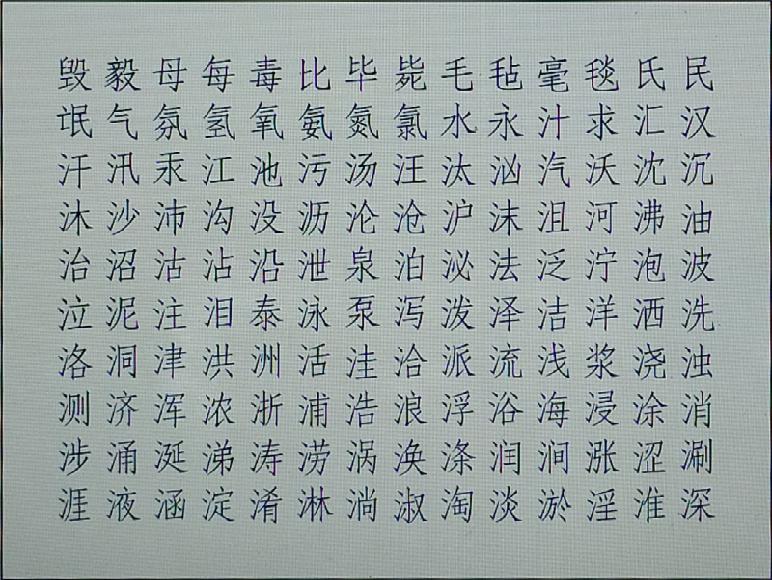 毁毅母每毒比毕毙毛毡毫毯氏民
氓气氛氢氧氨氮氯水永汁求汇汉
汗汛汞江池污汤汪汰汹汽沃沈沉
沐沙沛沟没沥沦沧沪沫沮河沸油
治沼沽沾沿泄泉泊泌法泛泞泡波
泣泥注泪泰泳泵泻泼泽洁洋洒洗
洛洞津洪洲活洼洽派流浅浆浇浊
测济浑浓浙浦浩浪浮浴海浸涂消
涉涌涎涕涛涝涡涣涤润涧涨涩涮
涯液涵淀淆淋淌淑淘淡淤淫淮深